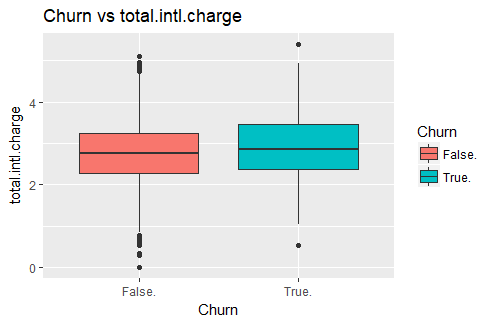 Churn vs total.intl.charge
total.intl.charge
4
2
0
False.
True.
Churn
Churn
False.
True.